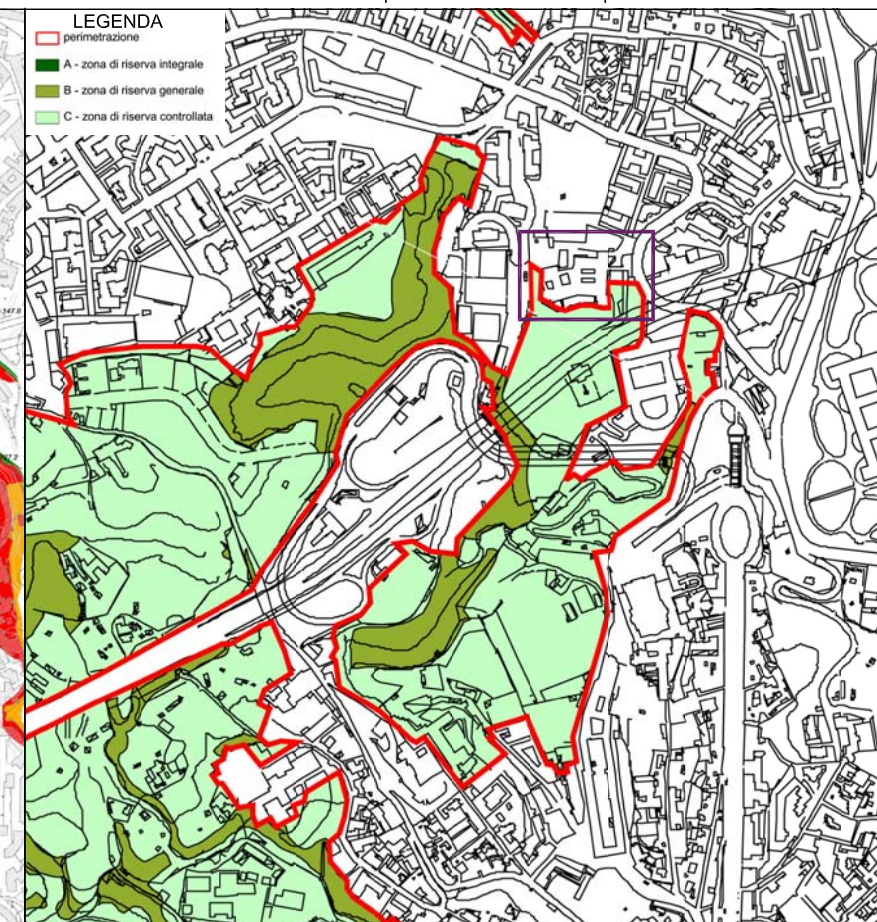 LEGENDA
perimetrazione
A - zona di riserva integrale
B - zona di riserva generale
C - zona di riserva controllata